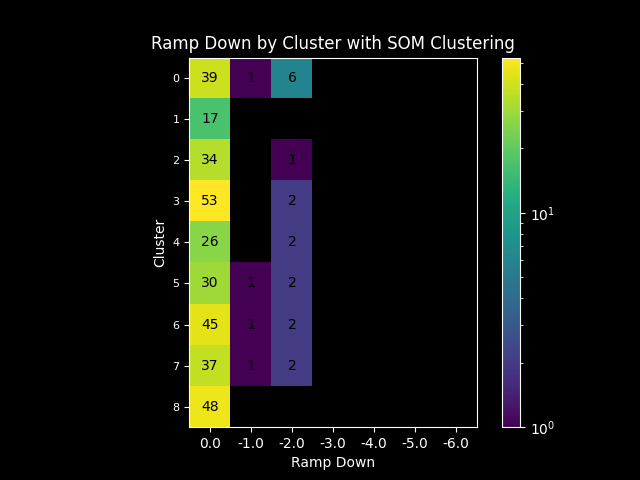 Ramp Down by Cluster with SOM Clustering
0 39 1 6
1 17
2 34 1
3 53 2
4 26 2
5 30 1 2
6 45 1 2
7 37 1 2
8 48
Cluster
0.0 -1.0 -2.0 -3.0 -4.0 -5.0 -6.0
Ramp Down
10¹
10⁰